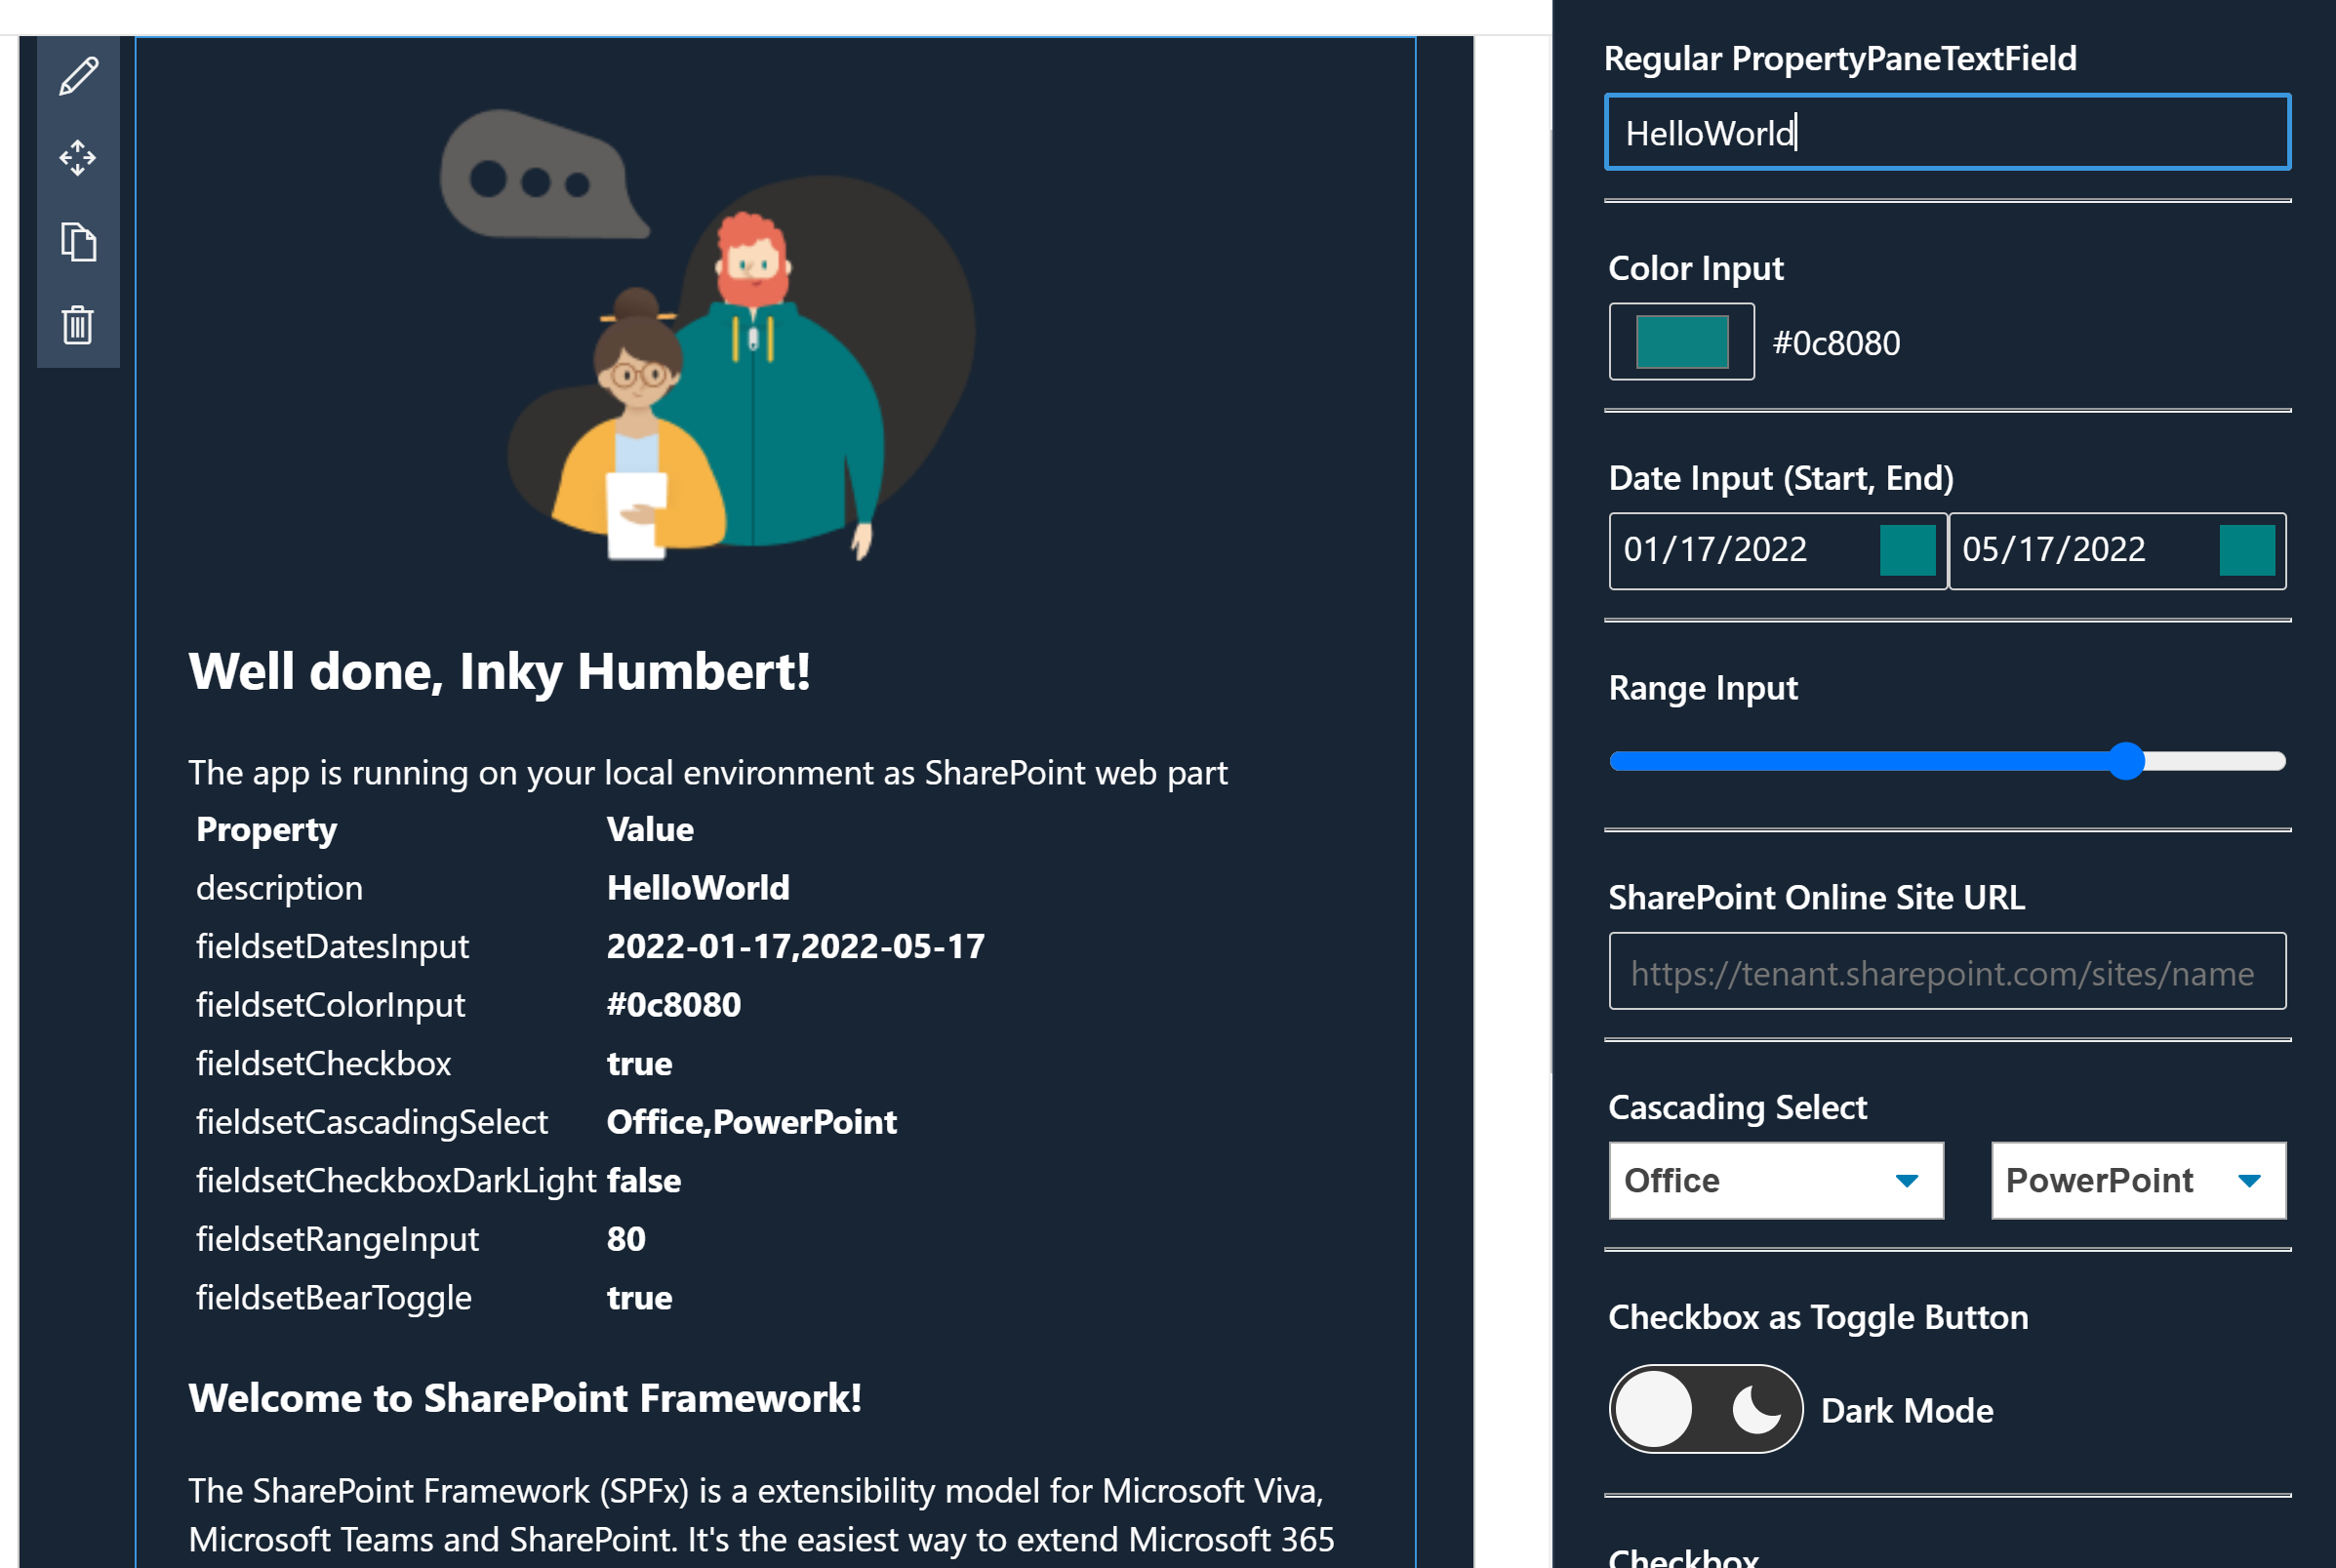 Well done, Inky Humbert!
The app is running on your local environment as SharePoint web part
Property Value
description HelloWorld
fieldsetDatesInput 2022-01-17,2022-05-17
fieldsetColorInput #0c8080
fieldsetCheckbox true
fieldsetCascadingSelect Office,PowerPoint
fieldsetCheckboxDarkLight false
fieldsetRangeInput 80
fieldsetBearToggle true
Welcome to SharePoint Framework!
The SharePoint Framework (SPFx) is a extensibility model for Microsoft Viva,
Microsoft Teams and SharePoint. It's the easiest way to extend Microsoft 365
Regular PropertyPaneTextField
HelloWorld
Color Input
#0c8080
Date Input (Start, End)
01/17/2022 05/17/2022
Range Input
SharePoint Online Site URL
https://tenant.sharepoint.com/sites/name
Cascading Select
Office PowerPoint
Checkbox as Toggle Button
Dark Mode
Checkbox